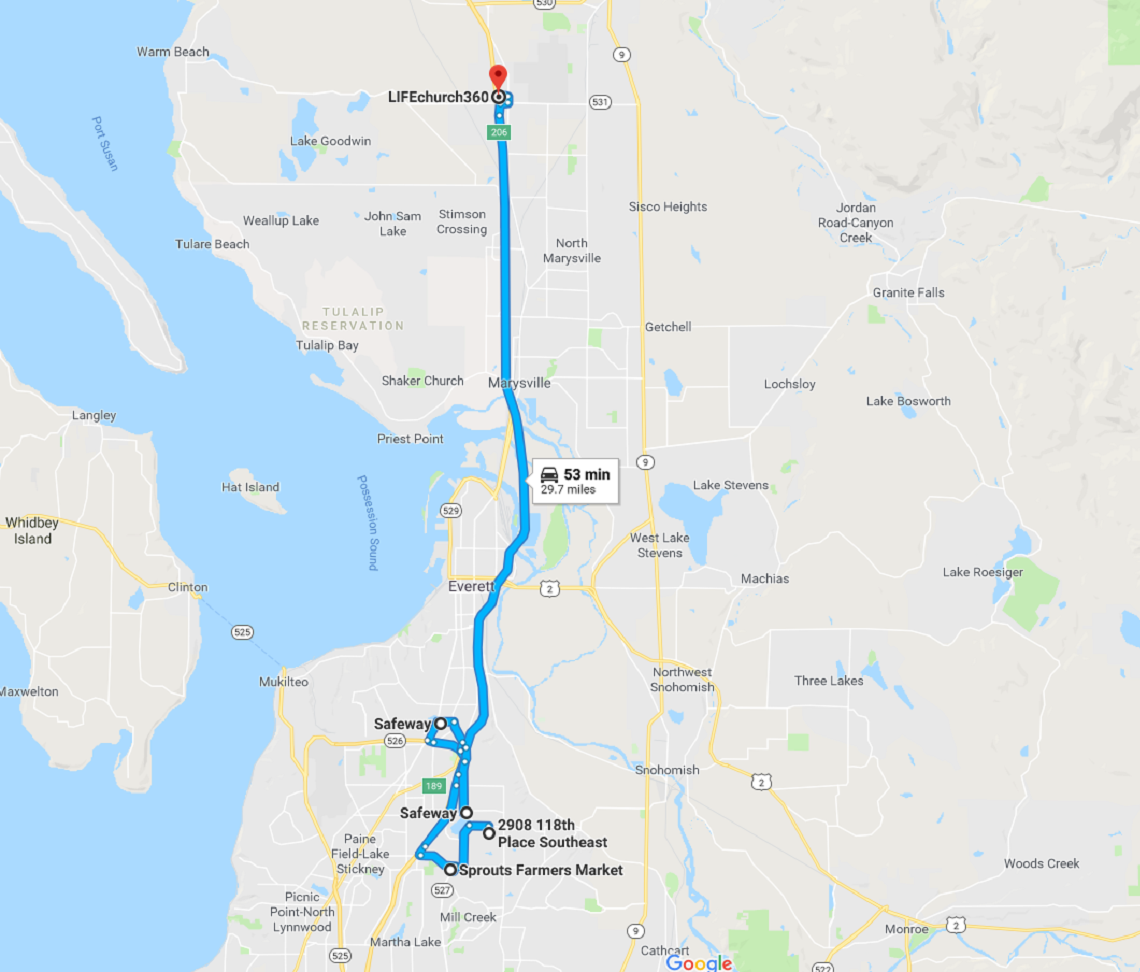 530
9
Warm Beach
LIFEchurch360
531
206
Port Susan
Lake Goodwin
Sisco Heights
Jordan
Road-Canyon
Creek
Weallup Lake
John Sam
Lake
Stimson
Crossing
Tulare Beach
North
Marysville
Granite Falls
TULALIP
RESERVATION
Getchell
Tulalip Bay
Shaker Church
Marysville
Lochsloy
Lake Bosworth
Langley
Priest Point
9
53 min
29.7 miles
Hat Island
Possession Sound
Lake Stevens
529
Whidbey
Island
West Lake
Stevens
Clinton
Everett
2
Machias
Lake Roesiger
525
Mukilteo
Northwest
Snohomish
Three Lakes
Maxwelton
Safeway
526
Snohomish
2
189
Safeway
2908 118th
Place Southeast
Paine
Field-Lake
Stickney
Sprouts Farmers Market
Woods Creek
527
Picnic
Point-North
Lynnwood
Mill Creek
Martha Lake
525
9
Monroe
2
Cathcart
Google
522